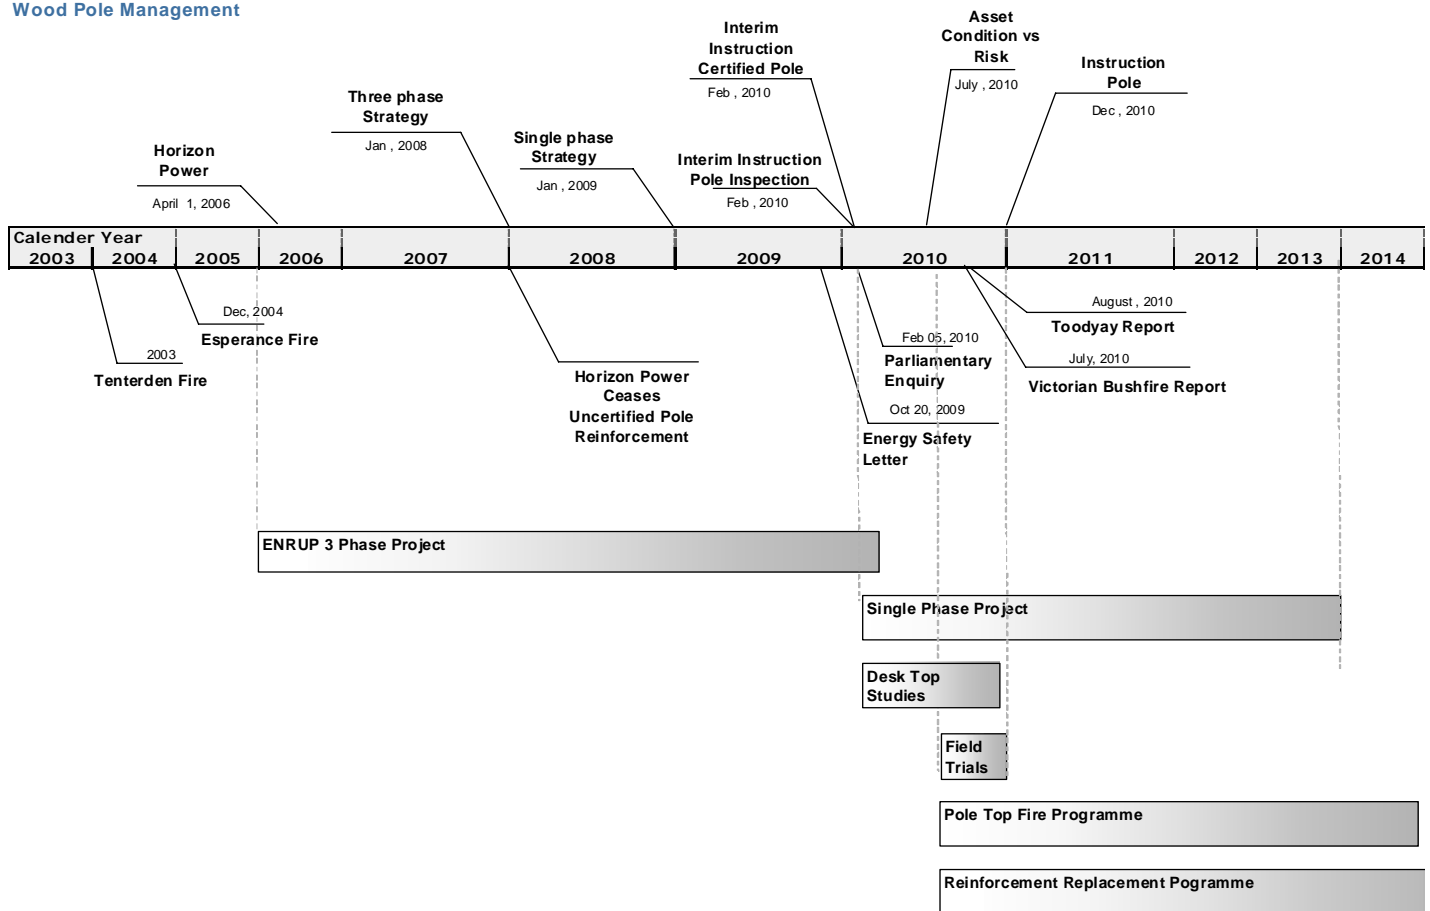 Wood Pole Management
Interim
Instruction
Certified Pole
Feb , 2010
Asset
Condition vs
Risk
July , 2010
Instruction
Pole
Dec , 2010
Three phase
Strategy
Jan , 2008
Single phase
Strategy
Jan , 2009
Horizon
Power
April 1, 2006
Interim Instruction
Pole Inspection
Feb , 2010
Calender Year
2003 2004 2005 2006 2007 2008 2009 2010 2011 2012 2013 2014
Dec, 2004
Esperance Fire
2003
Tenterden Fire
Horizon Power
Ceases
Uncertified Pole
Reinforcement
Feb 05, 2010
Parliamentary
Enquiry
Oct 20, 2009
Energy Safety
Letter
August , 2010
Toodyay Report
July, 2010
Victorian Bushfire Report
ENRUP 3 Phase Project
Single Phase Project
Desk Top
Studies
Field
Trials
Pole Top Fire Programme
Reinforcement Replacement Pogramme